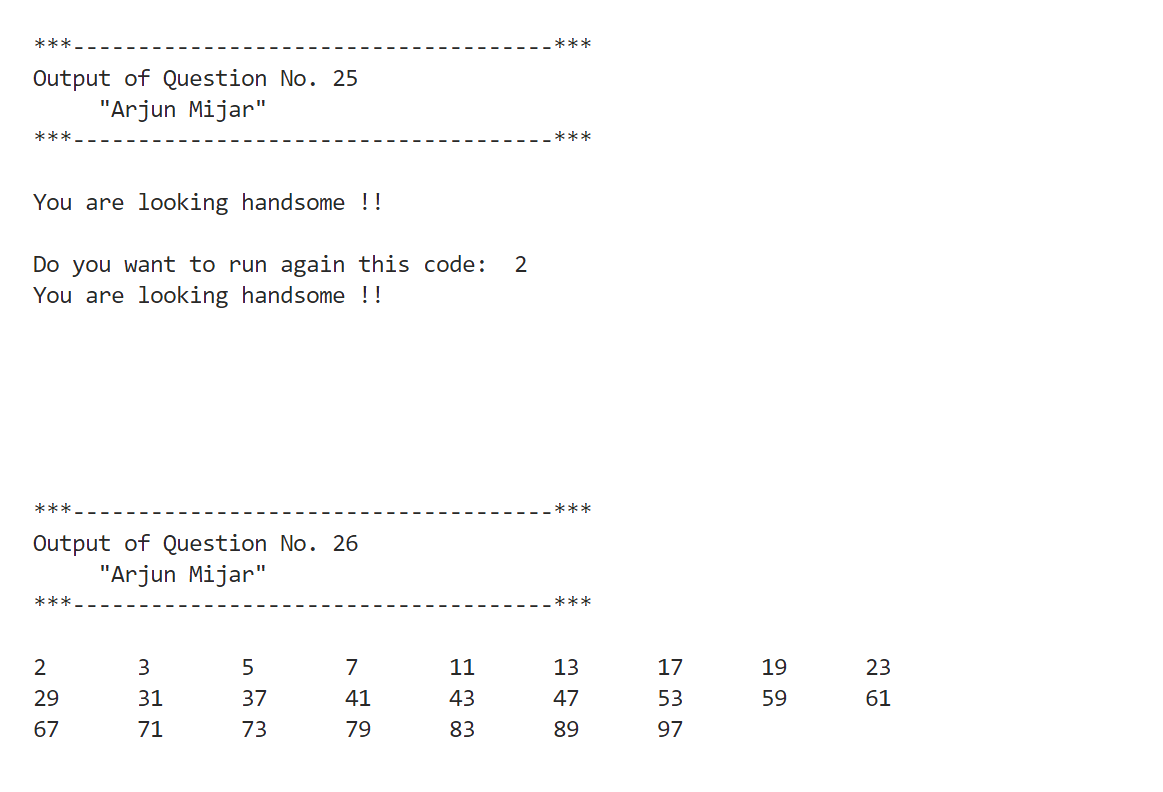 ***-------------------------------------***
Output of Question No. 25
"Arjun Mijar"
***-------------------------------------***
You are looking handsome !!
Do you want to run again this code:  2
You are looking handsome !!
***-------------------------------------***
Output of Question No. 26
"Arjun Mijar"
***-------------------------------------***
2 3 5 7 11 13 17 19 23
29 31 37 41 43 47 53 59 61
67 71 73 79 83 89 97